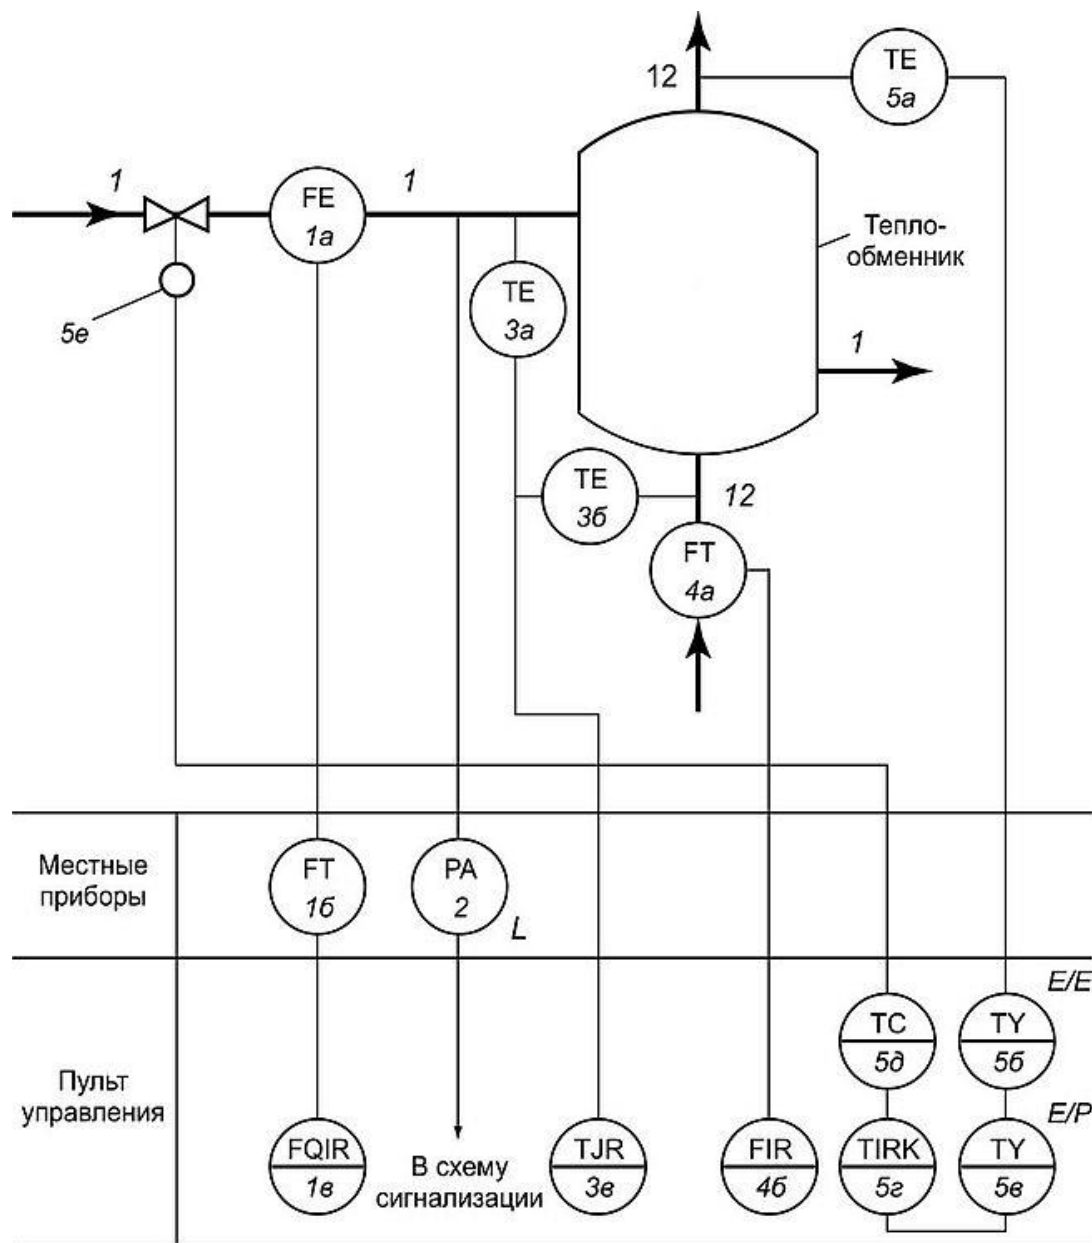 12
TE
5а
1
FE
1а
1
Тепло-
обменник
TE
3а
5е
1
TE
3б
12
FT
4а
Местные
приборы
FT
1б
PA
2
L
E/E
TC
5д
TY
5б
Пульт
управления
E/P
FQIR
1в
В схему
сигнализации
TJR
3в
FIR
4б
TIRK
5г
TY
5в